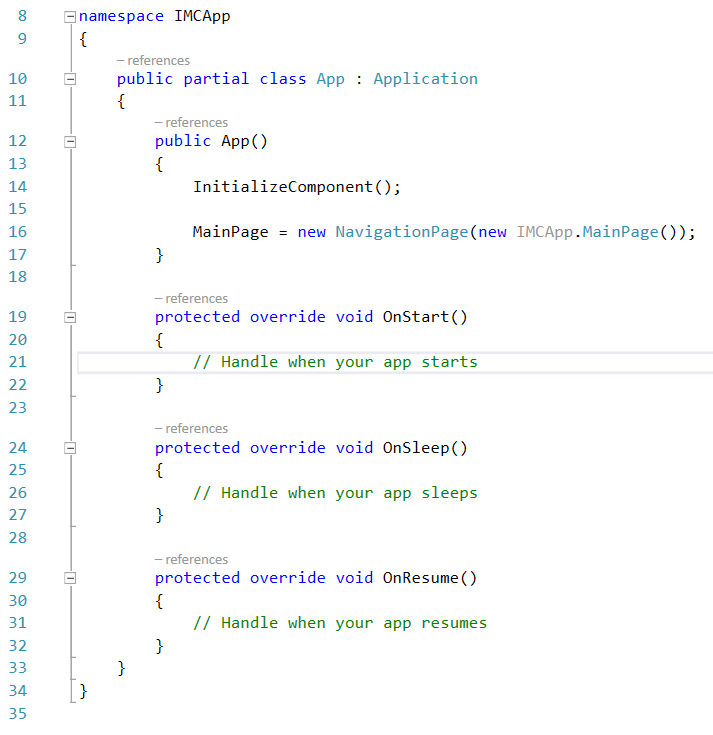 8 namespace IMCApp
9 {
– references
10 public partial class App : Application
11 {
– references
12 public App()
13 {
14 InitializeComponent();
15
16 MainPage = new NavigationPage(new IMCApp.MainPage());
17 }
18
– references
19 protected override void OnStart()
20 {
21 // Handle when your app starts
22 }
23
– references
24 protected override void OnSleep()
25 {
26 // Handle when your app sleeps
27 }
28
– references
29 protected override void OnResume()
30 {
31 // Handle when your app resumes
32 }
33 }
34 }
35